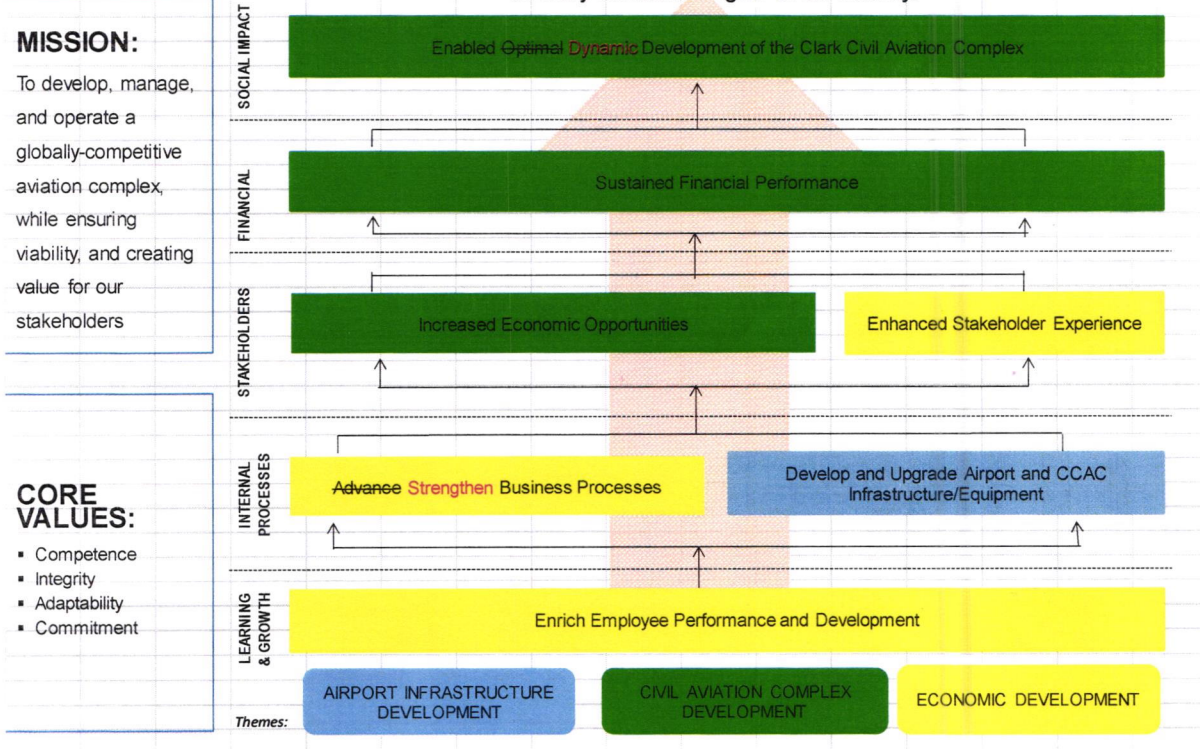 MISSION:
To develop, manage,
and operate a
globally-competitive
aviation complex,
while ensuring
viability, and creating
value for our
stakeholders
CORE
VALUES:
▪ Competence
▪ Integrity
▪ Adaptability
▪ Commitment
SOCIAL IMPACT
Enabled Optimal Dynamic Development of the Clark Civil Aviation Complex
FINANCIAL
Sustained Financial Performance
STAKEHOLDERS
Increased Economic Opportunities
Enhanced Stakeholder Experience
INTERNAL
PROCESSES
Advance Strengthen Business Processes
Develop and Upgrade Airport and CCAC
Infrastructure/Equipment
LEARNING
& GROWTH
Enrich Employee Performance and Development
Themes:
AIRPORT INFRASTRUCTURE
DEVELOPMENT
CIVIL AVIATION COMPLEX
DEVELOPMENT
ECONOMIC DEVELOPMENT